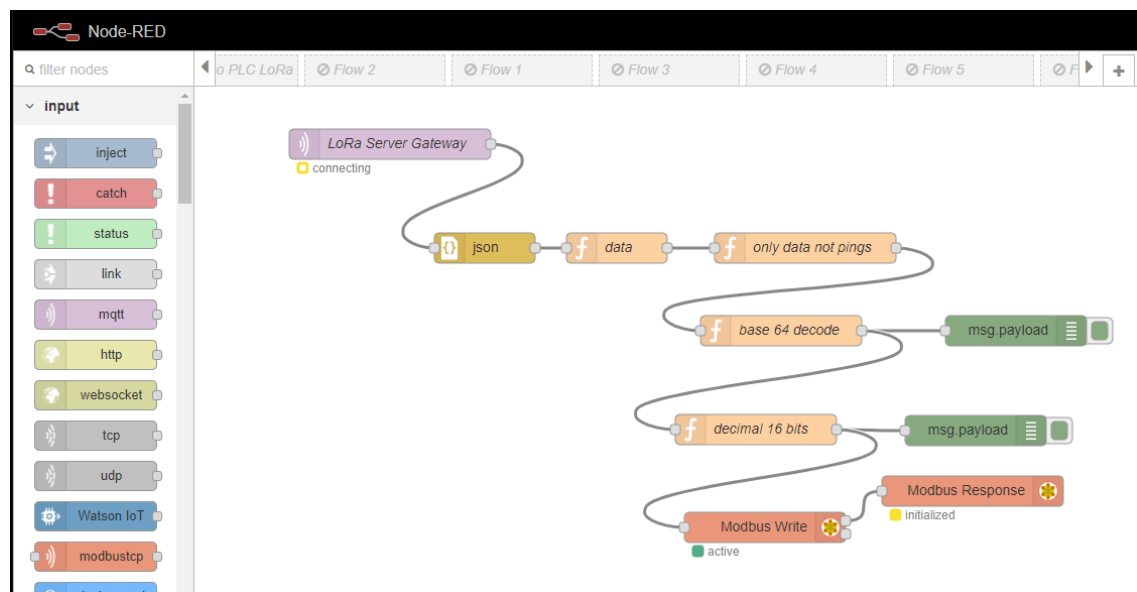 Node-RED
filter nodes
o PLC LoRa
Flow 2
Flow 1
Flow 3
Flow 4
Flow 5
F
+
input
inject
catch
status
link
mqtt
http
websocket
tcp
udp
Watson IoT
modbustcp
LoRa Server Gateway
connecting
json
data
only data not pings
base 64 decode
msg.payload
decimal 16 bits
msg.payload
Modbus Response
initialized
Modbus Write
active